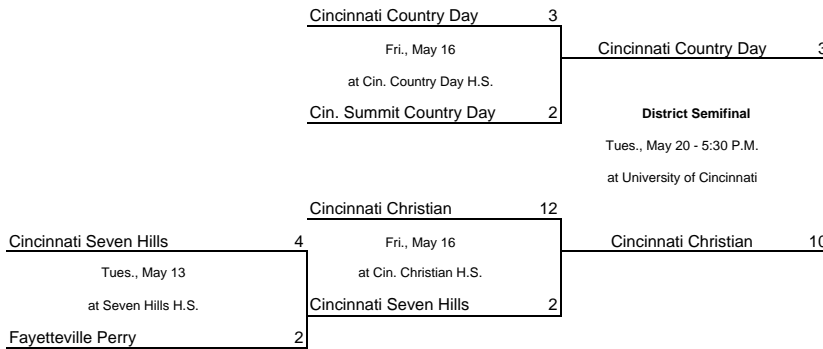 Cincinnati Country Day 3
Fri., May 16
Cincinnati Country Day 3
at Cin. Country Day H.S.
Cin. Summit Country Day 2
District Semifinal
Tues., May 20 - 5:30 P.M.
at University of Cincinnati
Cincinnati Christian 12
Cincinnati Seven Hills 4
Fri., May 16
Cincinnati Christian 10
Tues., May 13
at Cin. Christian H.S.
at Seven Hills H.S.
Cincinnati Seven Hills 2
Fayetteville Perry 2